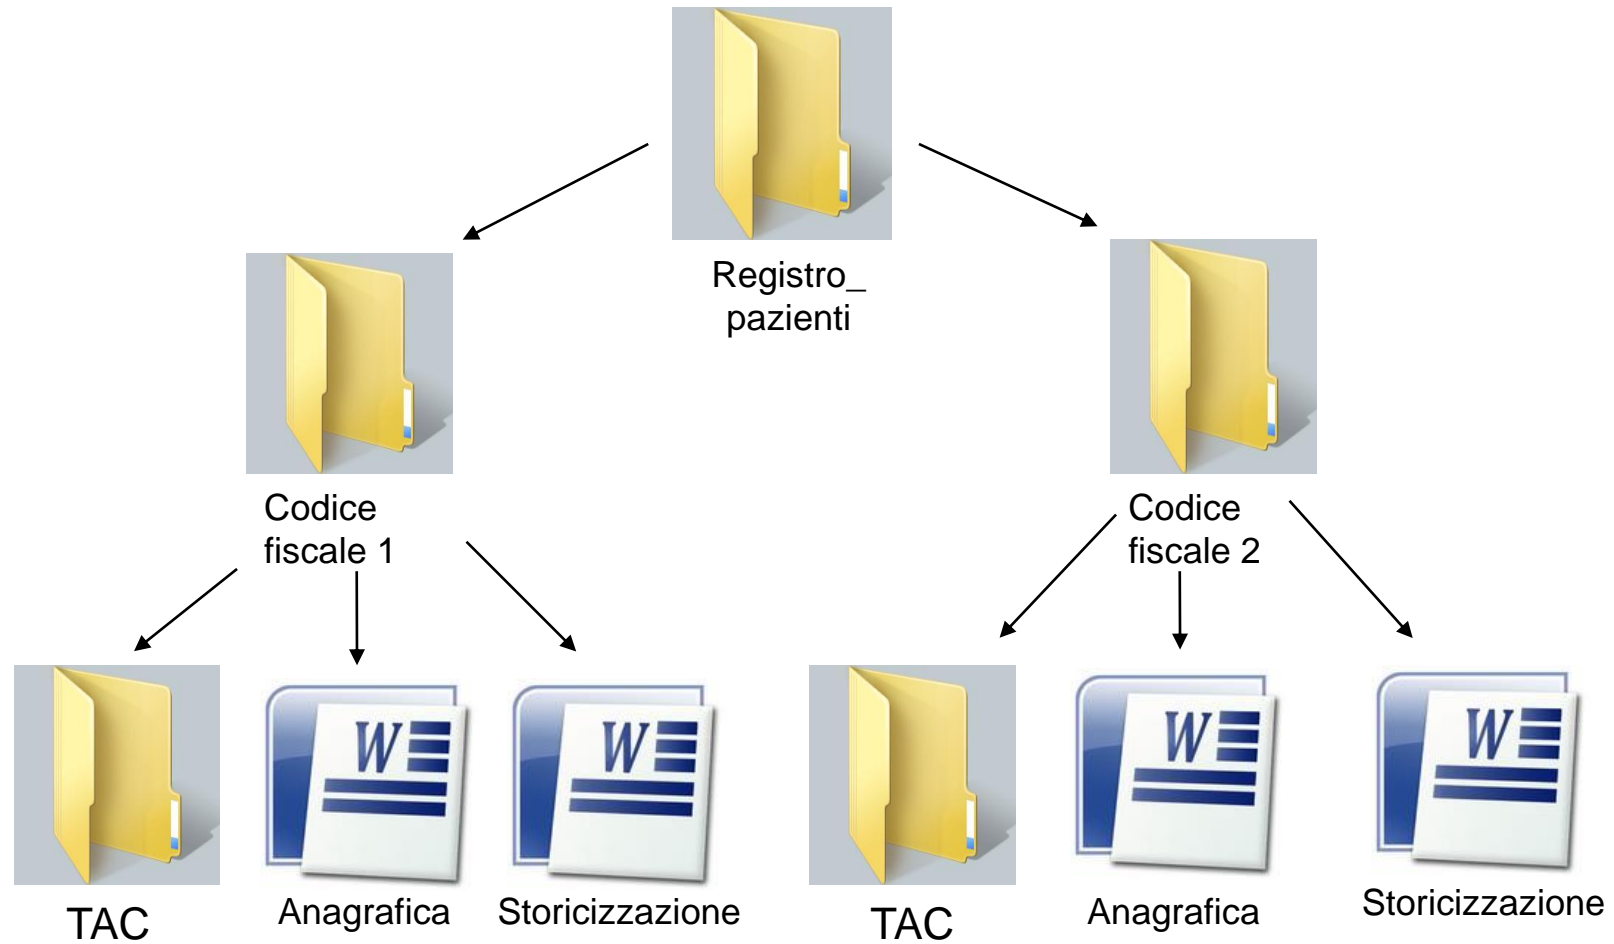 Registro_
pazienti
Codice
fiscale 1
Codice
fiscale 2
W
W
W
W
TAC
Anagrafica
Storicizzazione
TAC
Anagrafica
Storicizzazione